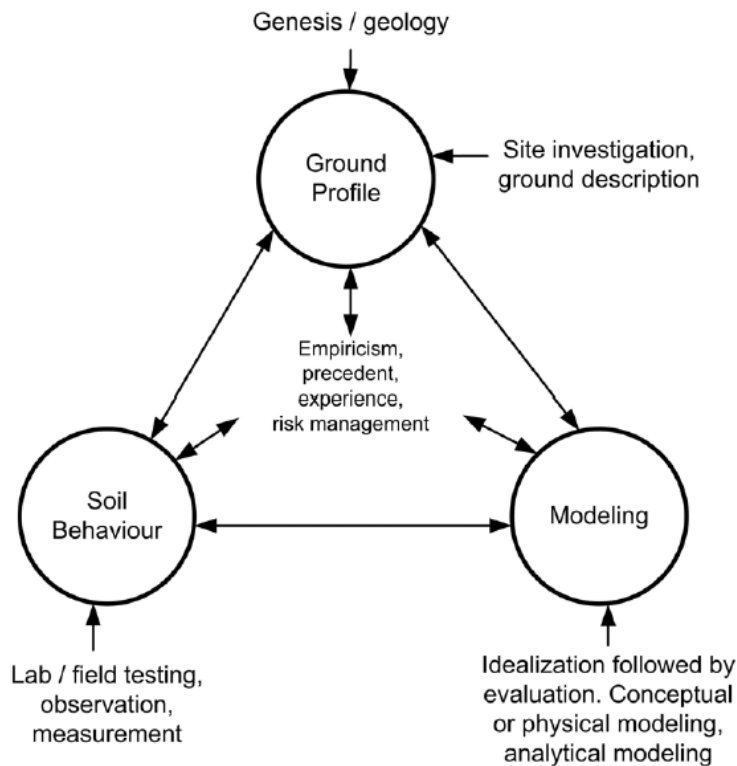 Genesis / geology
Ground
Profile
Site investigation,
ground description
Empiricism,
precedent,
experience,
risk management
Soil
Behaviour
Modeling
Lab / field testing,
observation,
measurement
Idealization followed by
evaluation. Conceptual
or physical modeling,
analytical modeling